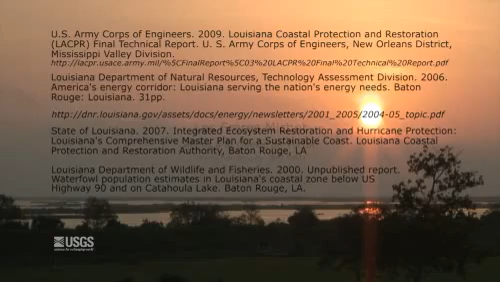 U.S. Army Corps of Engineers. 2009. Louisiana Coastal Protection and Restoration
(LACPR) Final Technical Report. U. S. Army Corps of Engineers, New Orleans District,
Mississippi Valley Division.
http://lacpr.usace.army.mil/%5CFinalReport%5C03%20LACPR%20Final%20Technical%20Report.pdf
Louisiana Department of Natural Resources, Technology Assessment Division. 2006.
America's energy corridor: Louisiana serving the nation's energy needs. Baton
Rouge: Louisiana. 31pp.
http://dnr.louisiana.gov/assets/docs/energy/newsletters/2001_2005/2004-05_topic.pdf
State of Louisiana. 2007. Integrated Ecosystem Restoration and Hurricane Protection:
Louisiana's Comprehensive Master Plan for a Sustainable Coast. Louisiana Coastal
Protection and Restoration Authority, Baton Rouge, LA
Louisiana Department of Wildlife and Fisheries. 2000. Unpublished report.
Waterfowl population estimates in Louisiana's coastal zone below US
Highway 90 and on Catahoula Lake. Baton Rouge, LA.
USGS